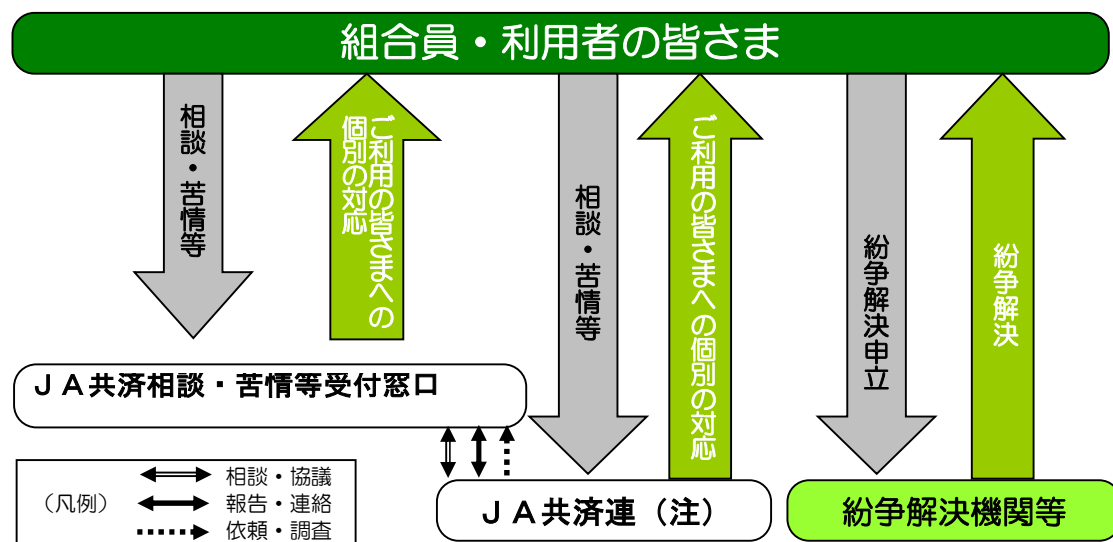 組合員・利用者の皆さま
相談・苦情等
ご利用の皆さまへの
個別の対応
相談・苦情等
ご利用の皆さまへの個別の対応
紛争解決申立
紛争解決
ＪＡ共済相談・苦情等受付窓口
ＪＡ共済連（注）
紛争解決機関等
（凡例）
相談・協議
報告・連絡
依頼・調査